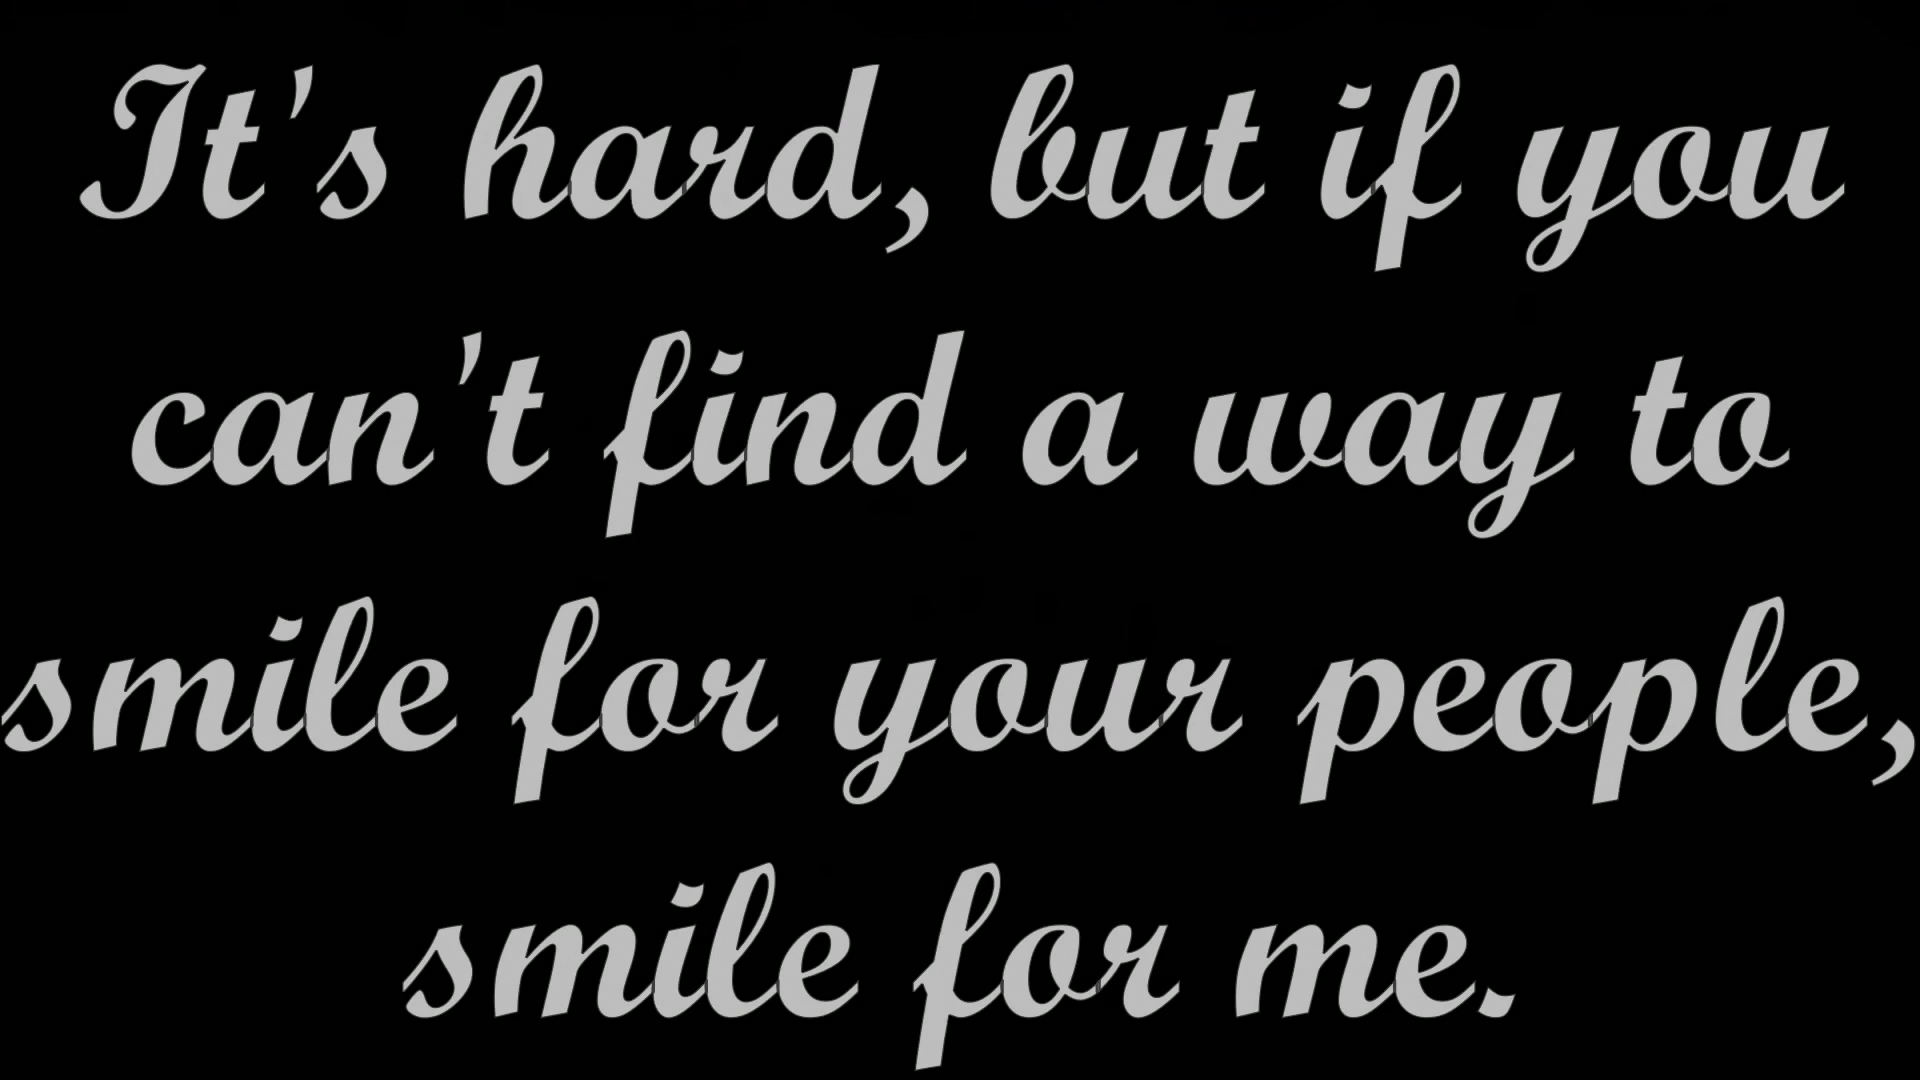 It's hard, but if you
can't find a way to
smile for your people,
smile for me.